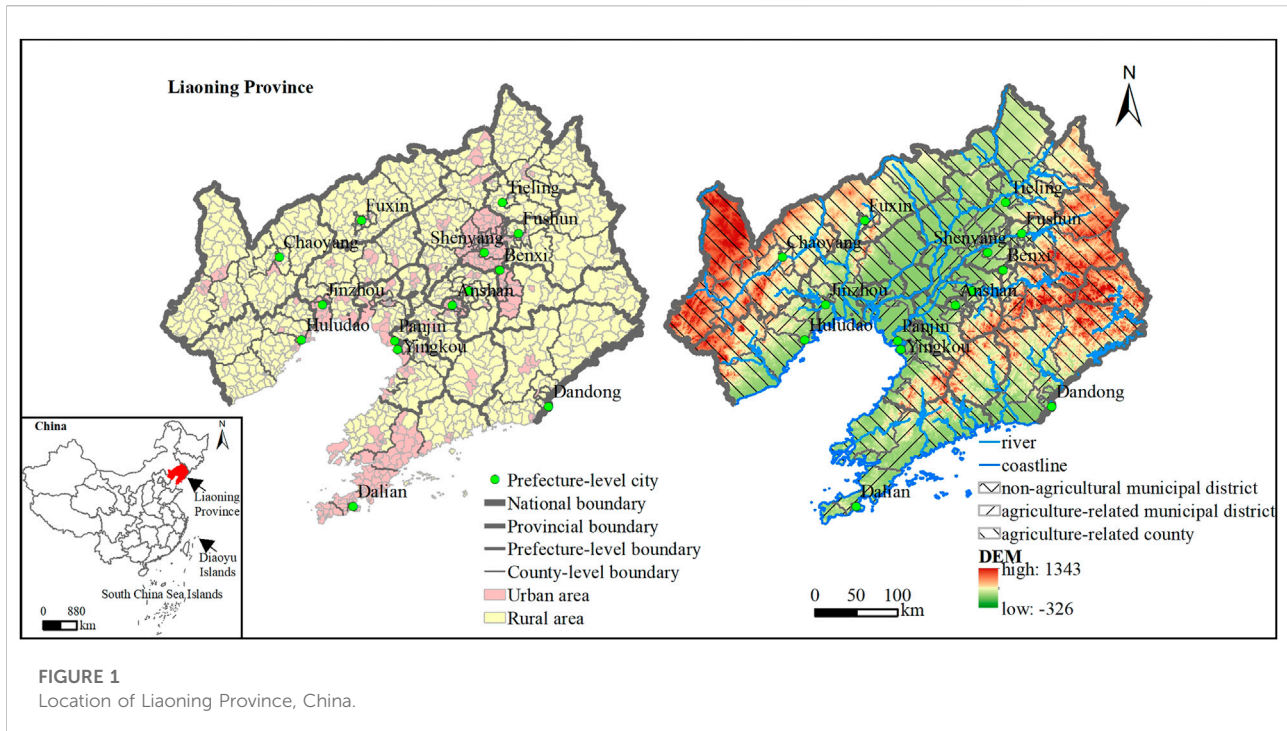 Liaoning Province
N
Tieling
Fuxin
Fushun
Shenyang
Chaoyang
Benxi
Jinzhou
Anshan
Huludao
Panjin
Yingkou
Dandong
Dalian
China
N
Liaoning
Province
Diaoyu
Islands
South China Sea Islands
0 880
km
Prefecture-level city
National boundary
Provincial boundary
Prefecture-level boundary
County-level boundary
Urban area
Rural area
Tieling
Fuxin
Fushun
Shenyang
Chaoyang
Benxi
Jinzhou
Anshan
Huludao
Panjin
Yingkou
Dandong
Dalian
river
coastline
non-agricultural municipal district
agriculture-related municipal district
agriculture-related county
DEM
high: 1343
low: -326
0 50 100
km
FIGURE 1
Location of Liaoning Province, China.